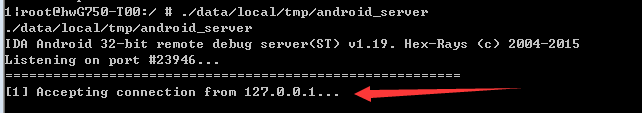 1|root@hwG750-T00:/ # ./data/local/tmp/android_server
./data/local/tmp/android_server
IDA Android 32-bit remote debug server(ST) v1.19. Hex-Rays (c) 2004-2015
Listening on port #23946...
=========================================================
[1] Accepting connection from 127.0.0.1...